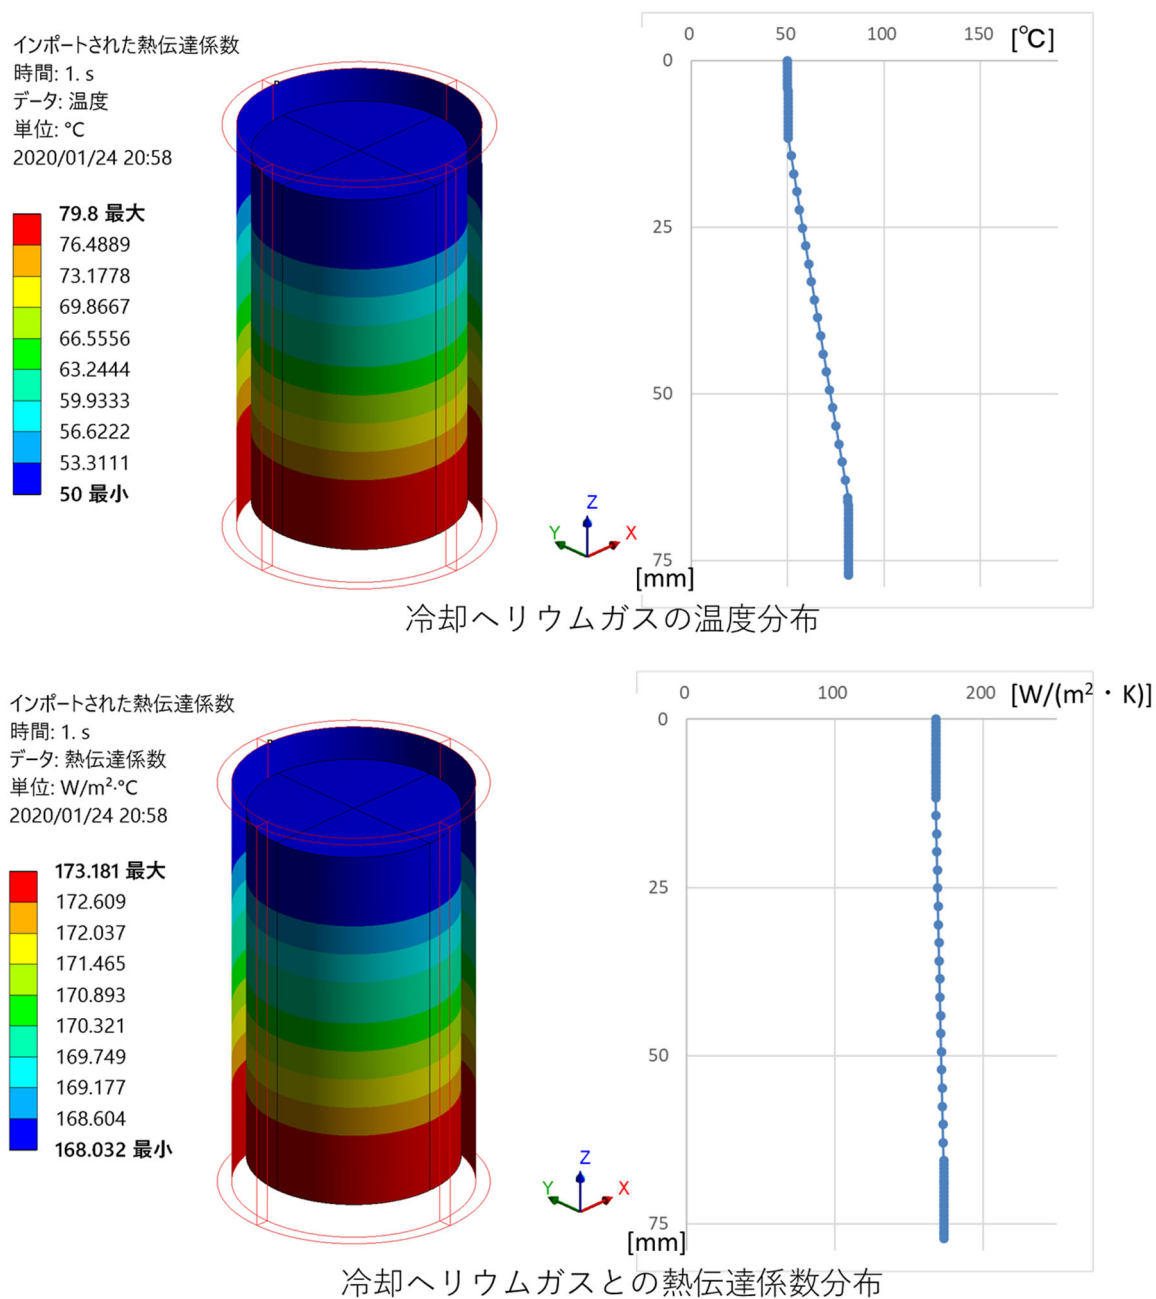 インポートされた熱伝達係数
時間: 1. s
データ: 温度
単位: °C
2020/01/24 20:58
79.8 最大
76.4889
73.1778
69.8667
66.5556
63.2444
59.9333
56.6222
53.3111
50 最小
Z
Y
X
0 50 100 150 [℃]
0
25
50
75
[mm]
冷却ヘリウムガスの温度分布
インポートされた熱伝達係数
時間: 1. s
データ: 熱伝達係数
単位: W/m²·°C
2020/01/24 20:58
173.181 最大
172.609
172.037
171.465
170.893
170.321
169.749
169.177
168.604
168.032 最小
Z
Y
X
0 100 200 [W/(m²・K)]
0
25
50
75
[mm]
冷却ヘリウムガスとの熱伝達係数分布